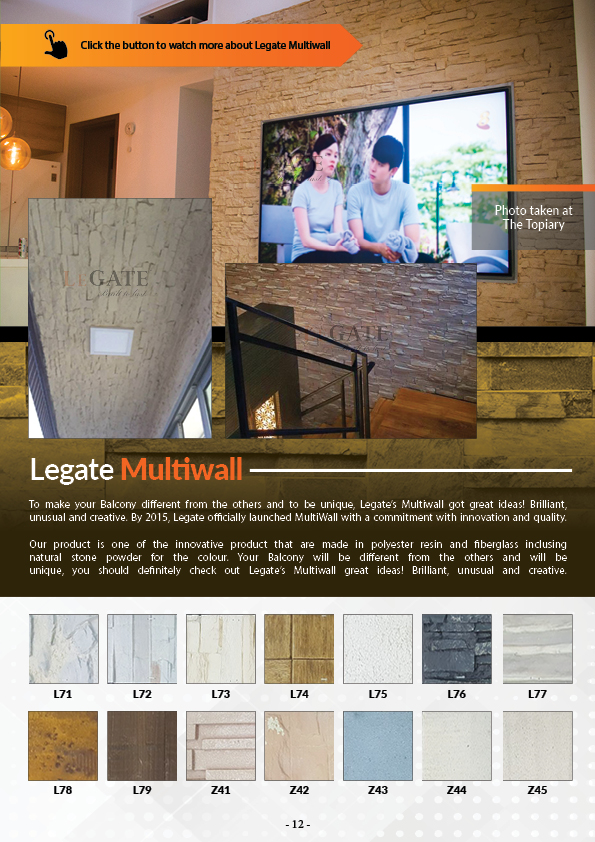 Click the button to watch more about Legate Multiwall
Photo taken at
The Topiary
LEGATE
GATE
Legate Multiwall
To make your Balcony different from the others and to be unique, Legate's Multiwall got great ideas! Brilliant,
unusual and creative. By 2015, Legate officially launched MultiWall with a commitment with innovation and quality.
Our product is one of the innovative product that are made in polyester resin and fiberglass inclusing
natural stone powder for the colour. Your Balcony will be different from the others and will be
unique, you should definitely check out Legate's Multiwall great ideas! Brilliant, unusual and creative.
L71 L72 L73 L74 L75 L76 L77
L78 L79 Z41 Z42 Z43 Z44 Z45
- 12 -